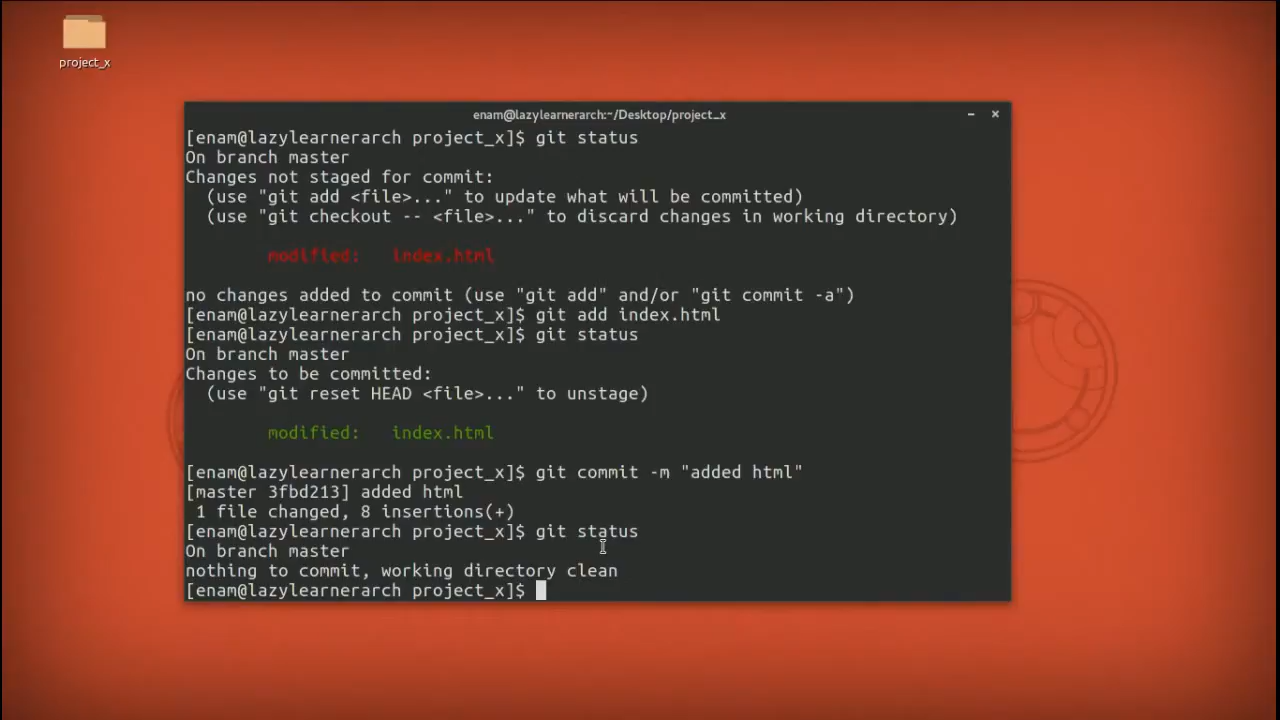 project_x
enam@lazylearnerarch:~/Desktop/project_x
[enam@lazylearnerarch project_x]$ git status
On branch master
Changes not staged for commit:
  (use "git add <file>..." to update what will be committed)
  (use "git checkout -- <file>..." to discard changes in working directory)
        modified:   index.html
no changes added to commit (use "git add" and/or "git commit -a")
[enam@lazylearnerarch project_x]$ git add index.html
[enam@lazylearnerarch project_x]$ git status
On branch master
Changes to be committed:
  (use "git reset HEAD <file>..." to unstage)
        modified:   index.html
[enam@lazylearnerarch project_x]$ git commit -m "added html"
[master 3fbd213] added html
 1 file changed, 8 insertions(+)
[enam@lazylearnerarch project_x]$ git status
On branch master
nothing to commit, working directory clean
[enam@lazylearnerarch project_x]$